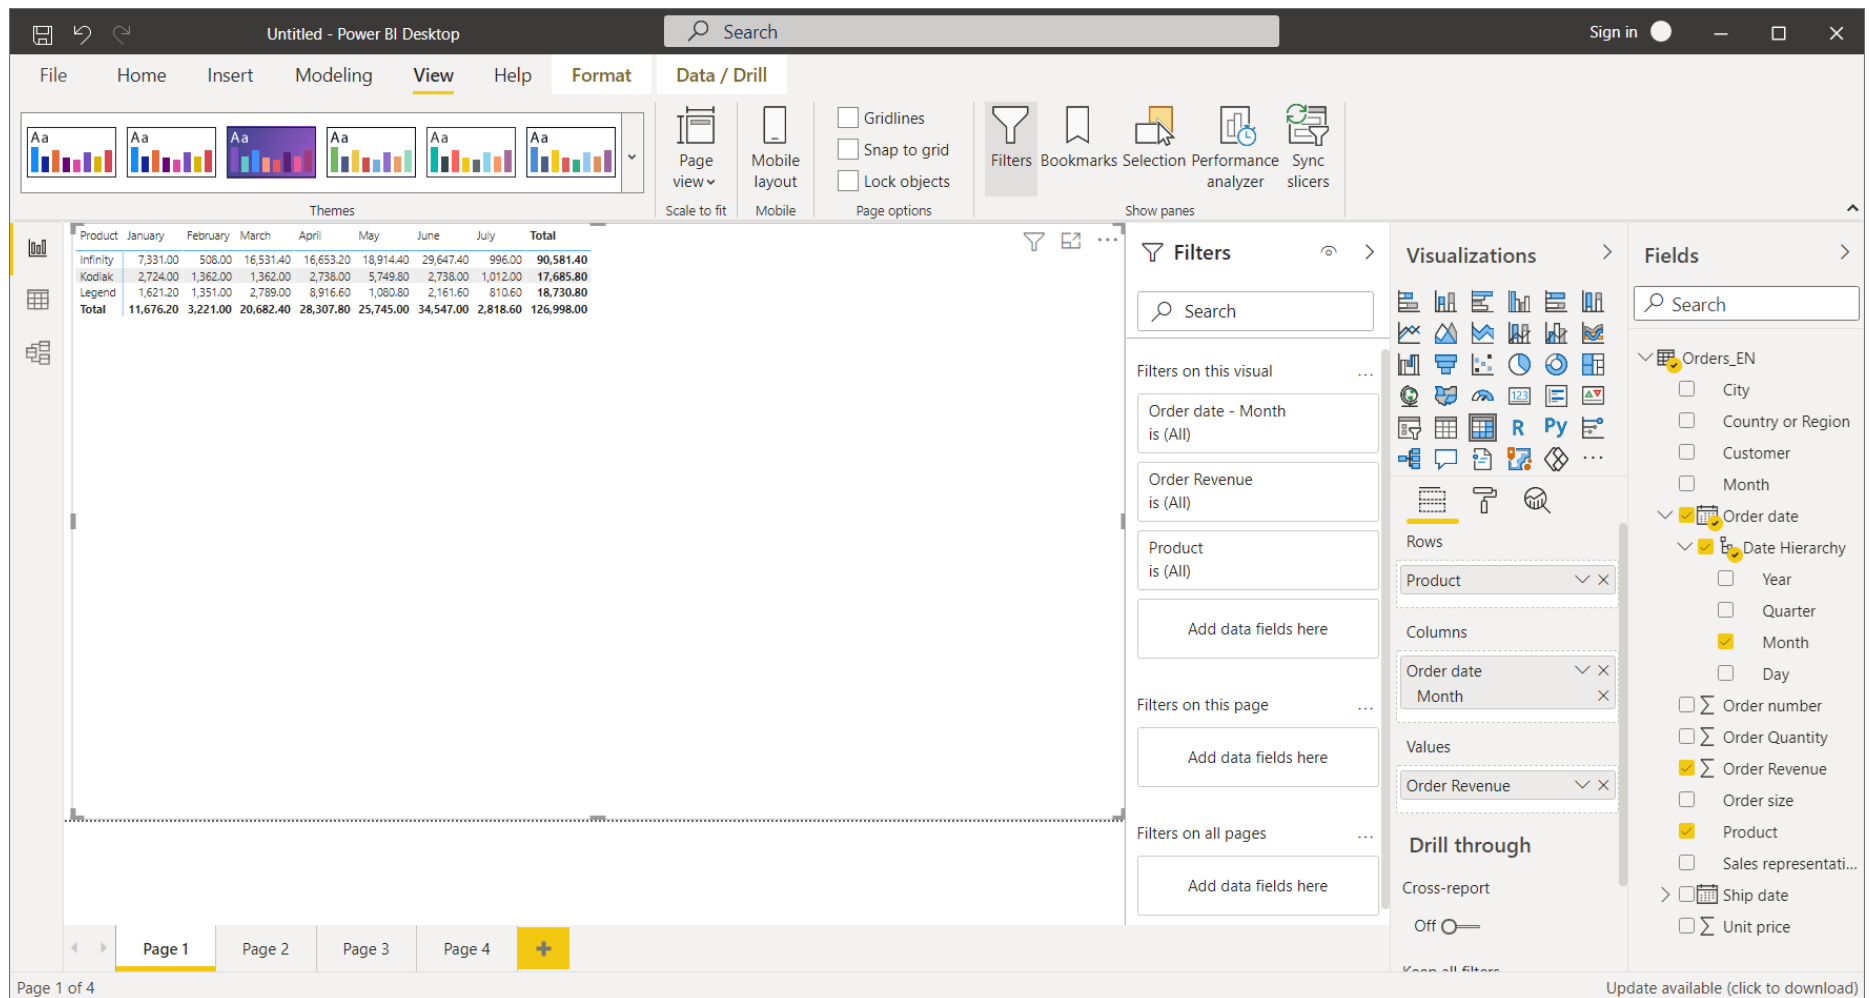 Untitled - Power BI Desktop
Search
Sign in
File Home Insert Modeling View Help Format Data / Drill
Aa Aa Aa Aa Aa Aa
Themes
Page view
Scale to fit
Mobile layout
Mobile
Gridlines
Snap to grid
Lock objects
Page options
Filters
Bookmarks
Selection
Performance analyzer
Sync slicers
Show panes
Product January February March April May June July Total
Infinity 7,331.00 508.00 16,531.40 16,653.20 18,914.40 29,647.40 996.00 90,581.40
Kodiak 2,724.00 1,362.00 1,362.00 2,738.00 5,749.80 2,738.00 1,012.00 17,685.80
Legend 1,621.20 1,351.00 2,789.00 8,916.60 1,080.80 2,161.60 810.60 18,730.80
Total 11,676.20 3,221.00 20,682.40 28,307.80 25,745.00 34,547.00 2,818.60 126,998.00
Filters
Search
Filters on this visual
Order date - Month
is (All)
Order Revenue
is (All)
Product
is (All)
Add data fields here
Filters on this page
Add data fields here
Filters on all pages
Add data fields here
Visualizations
123
R Py
Rows
Product
Columns
Order date
Month
Values
Order Revenue
Drill through
Cross-report
Off
Keep all filters
Fields
Search
Orders_EN
City
Country or Region
Customer
Month
Order date
Date Hierarchy
Year
Quarter
Month
Day
Order number
Order Quantity
Order Revenue
Order size
Product
Sales representati...
Ship date
Unit price
Page 1 Page 2 Page 3 Page 4 +
Page 1 of 4
Update available (click to download)